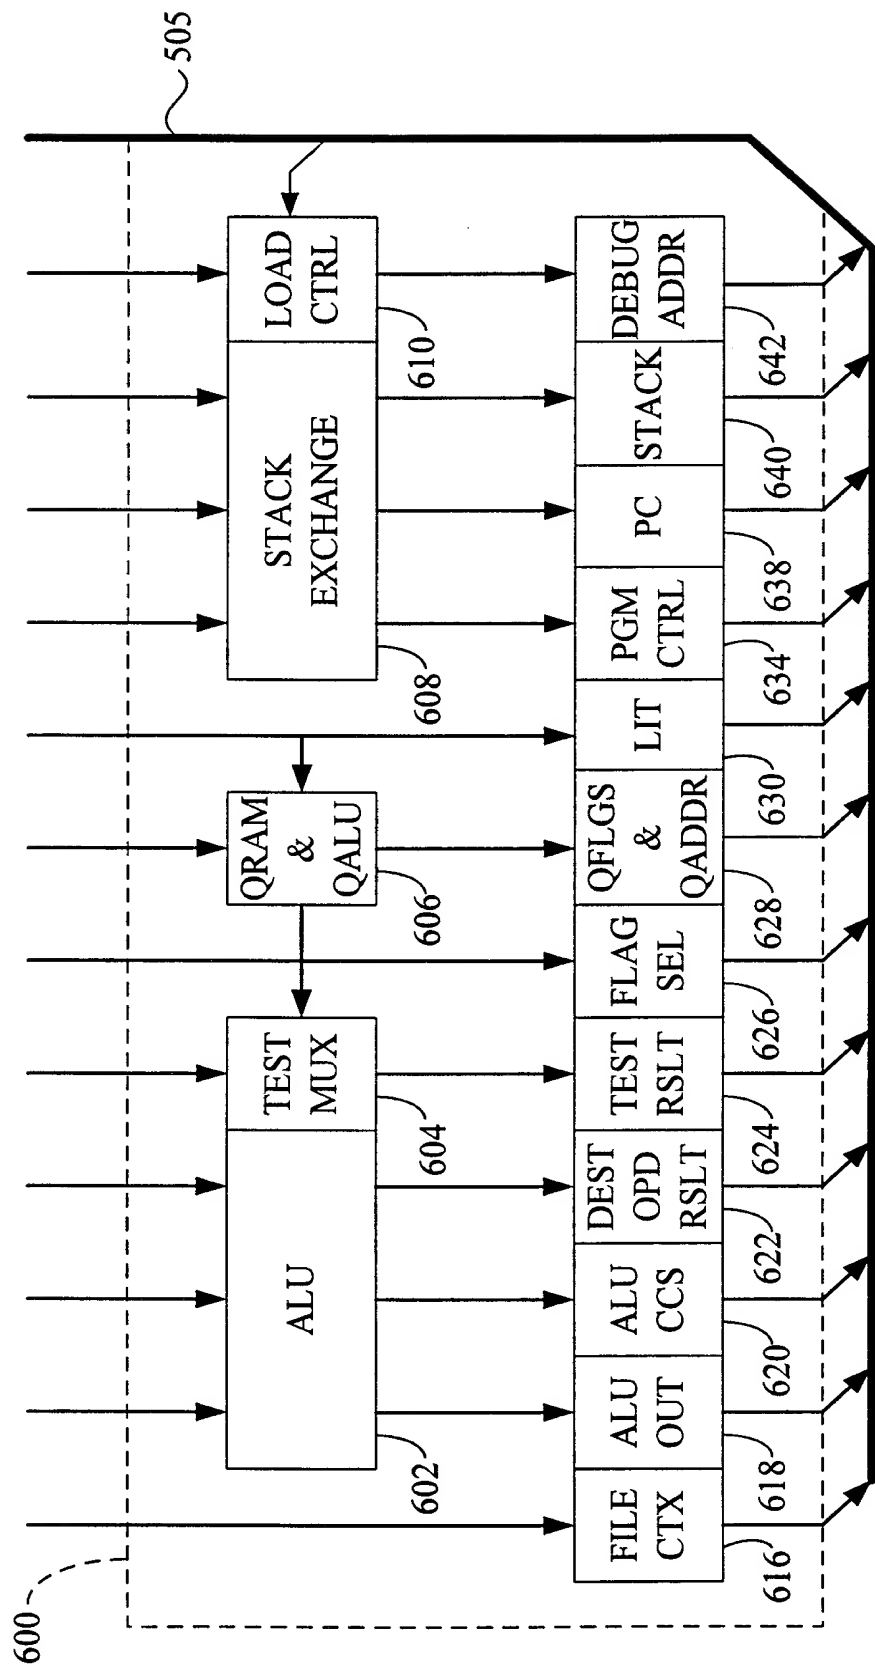 600
505
ALU
TEST
MUX
QRAM
&
QALU
STACK
EXCHANGE
LOAD
CTRL
602
604
606
608
610
FILE
CTX
ALU
OUT
ALU
CCS
DEST
OPD
RSLT
TEST
RSLT
FLAG
SEL
QFLGS
&
QADDR
LIT
PGM
CTRL
PC
STACK
DEBUG
ADDR
616
618
620
622
624
626
628
630
634
638
640
642